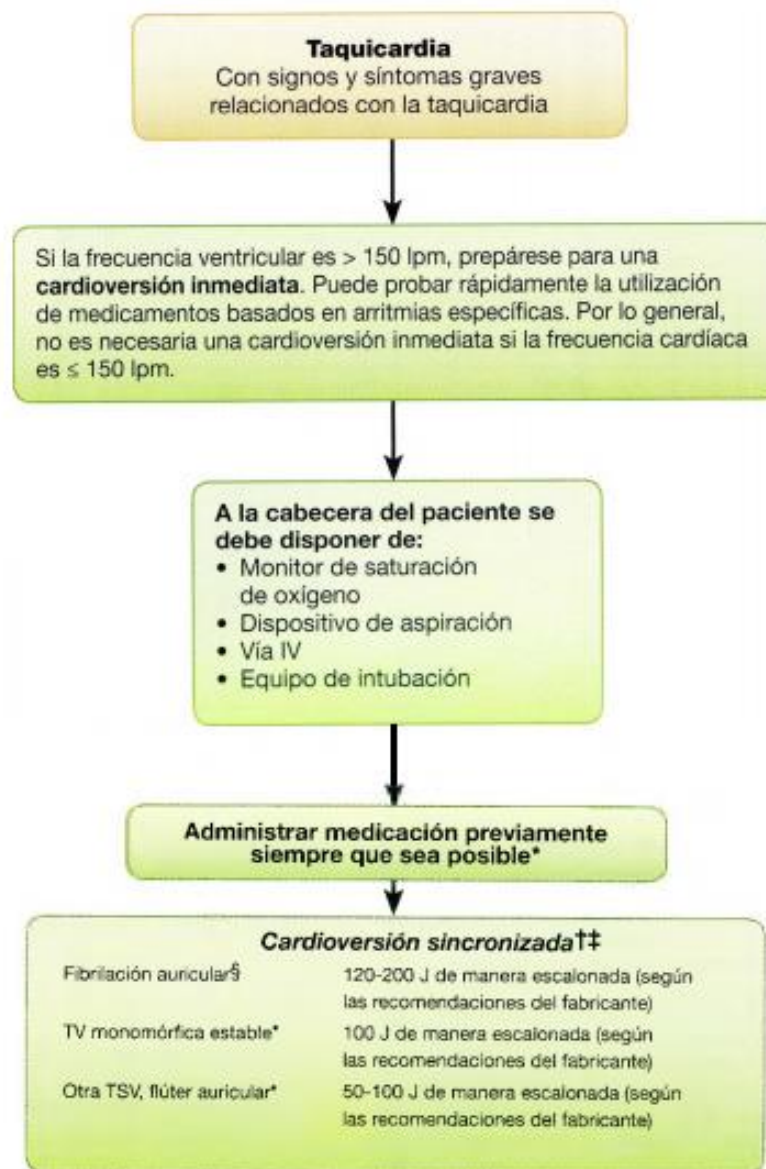 Taquicardia
Con signos y síntomas graves
relacionados con la taquicardia
Si la frecuencia ventricular es > 150 lpm, prepárese para una
cardioversión inmediata. Puede probar rápidamente la utilización
de medicamentos basados en arritmias específicas. Por lo general,
no es necesaria una cardioversión inmediata si la frecuencia cardíaca
es ≤ 150 lpm.
A la cabecera del paciente se
debe disponer de:
• Monitor de saturación
de oxígeno
• Dispositivo de aspiración
• Vía IV
• Equipo de intubación
Administrar medicación previamente
siempre que sea posible*
Cardioversión sincronizada†‡
Fibrilación auricular§ 120-200 J de manera escalonada (según
las recomendaciones del fabricante)
TV monomórfica estable* 100 J de manera escalonada (según
las recomendaciones del fabricante)
Otra TSV, flúter auricular* 50-100 J de manera escalonada (según
las recomendaciones del fabricante)